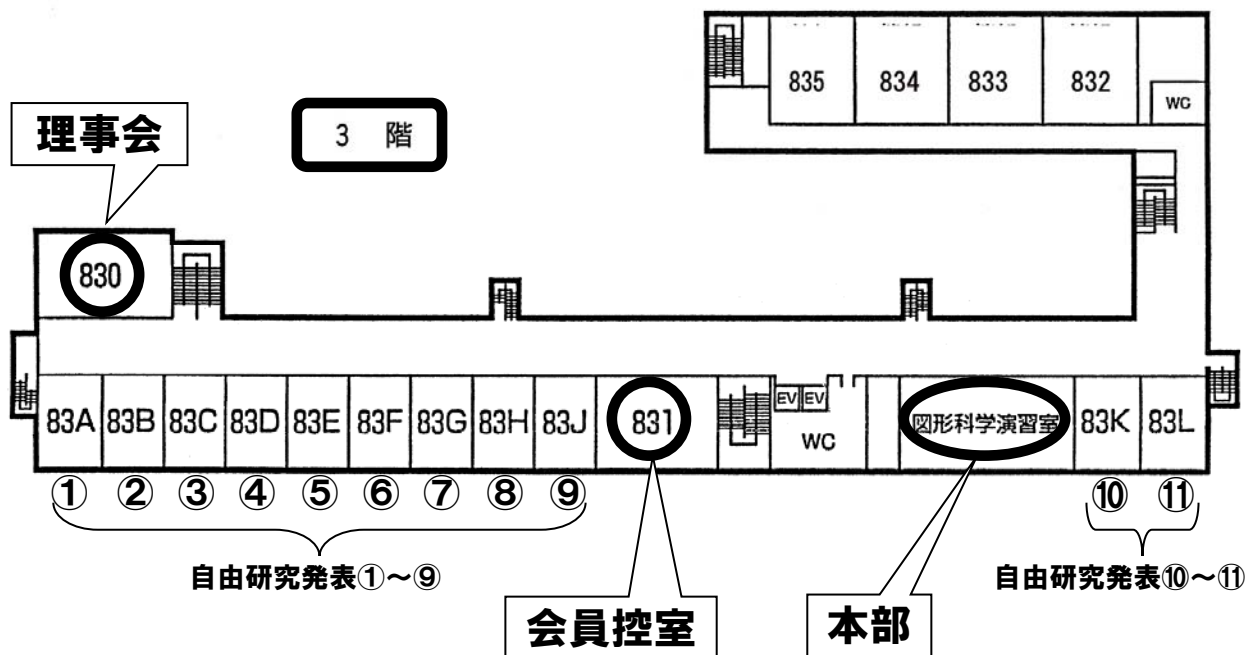 835
834
833
832
WC
理事会
3 階
830
83A
83B
83C
83D
83E
83F
83G
83H
83J
831
EV
EV
WC
図形科学演習室
83K
83L
①
②
③
④
⑤
⑥
⑦
⑧
⑨
⑩
⑪
自由研究発表①～⑨
自由研究発表⑩～⑪
会員控室
本部